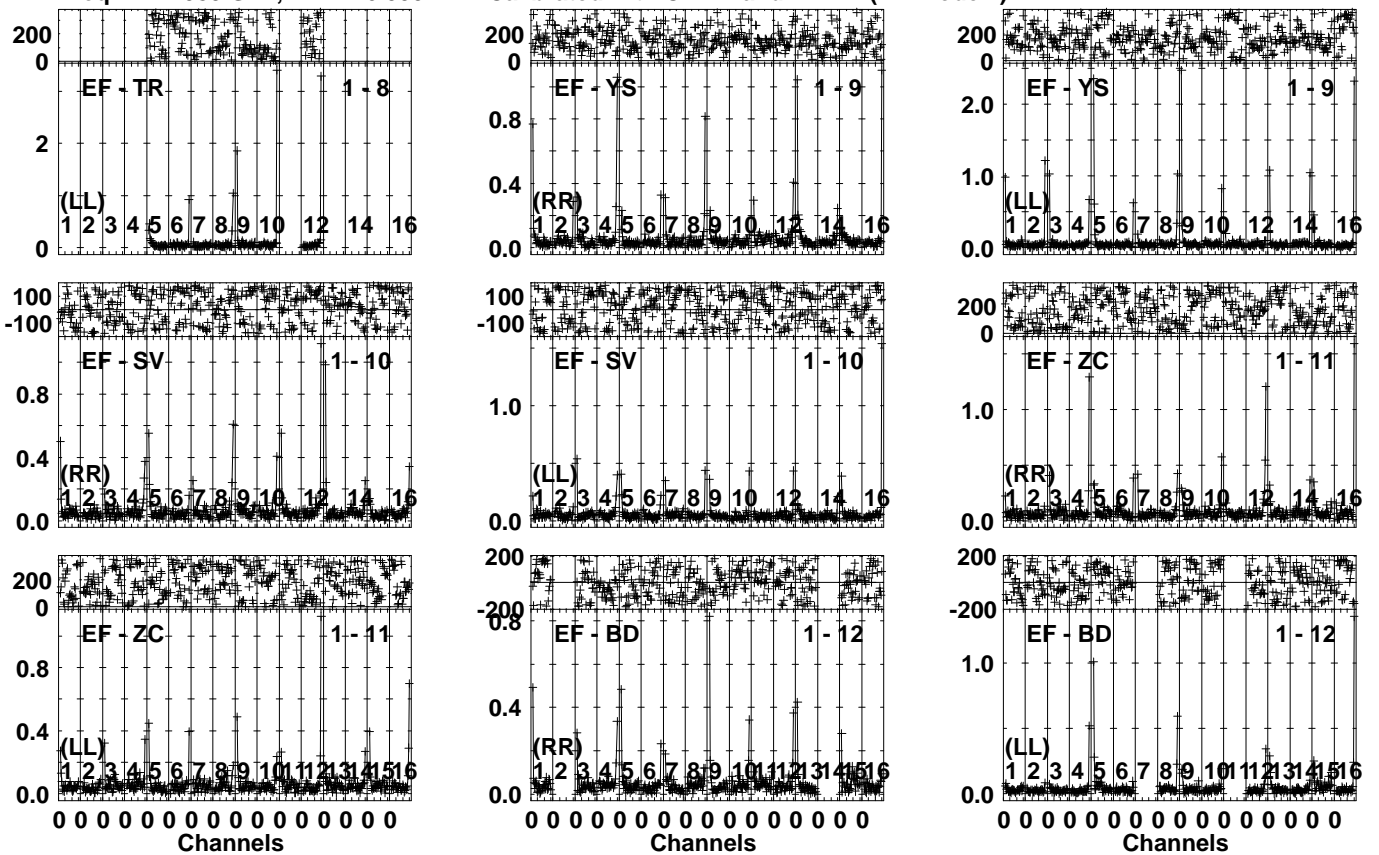 200 200 200
0 0 0
EF - TR 1 - 8 EF - YS 1 - 9 EF - YS 1 - 9
2 0.8 2.0
0.4 1.0
(LL) (RR) (LL)
1 2 3 4 5 6 7 8 9 10 12 14 16 1 2 3 4 5 6 7 8 9 10 12 14 16 1 2 3 4 5 6 7 8 9 10 12 14 16
0 0.0 0.0
100 100 200
-100 -100 0
EF - SV 1 - 10 EF - SV 1 - 10 EF - ZC 1 - 11
0.8 1.0 1.0
0.4
(RR) (LL) (RR)
1 2 3 4 5 6 7 8 9 10 12 14 16 1 2 3 4 5 6 7 8 9 10 12 14 16 1 2 3 4 5 6 7 8 9 10 12 14 16
0.0 0.0 0.0
200 200 200
0 -200 -200
EF - ZC 1 - 11 EF - BD 1 - 12 EF - BD 1 - 12
0.8 0.8 1.0
0.4 0.4
(LL) (RR) (LL)
1 2 3 4 5 6 7 8 9 10 11 12 13 14 15 16 1 2 3 4 5 6 7 8 9 10 11 12 13 14 15 16 1 2 3 4 5 6 7 8 9 10 11 12 13 14 15 16
0.0 0.0 0.0
0 0 0 0 0 0 0 0 0 0 0 0 0 0 0 0 0 0 0 0 0 0 0 0 0 0 0 0 0 0 0 0 0 0 0 0 0 0 0 0 0 0 0 0 0 0 0 0
Channels Channels Channels